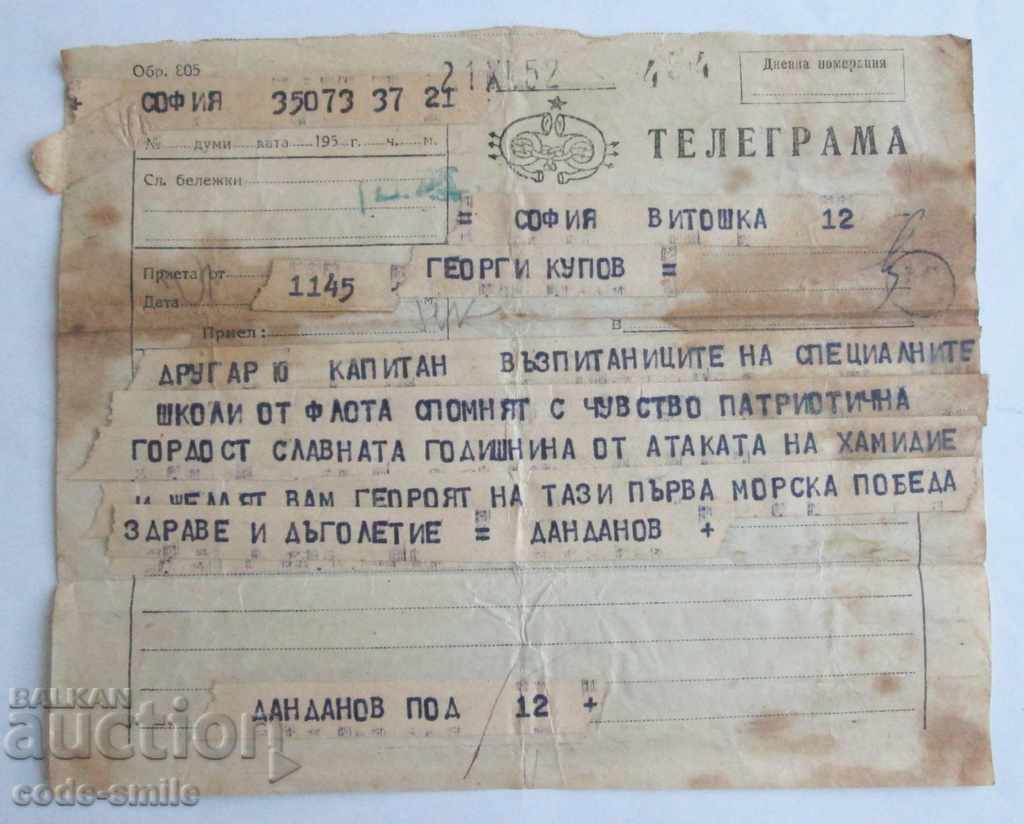 Обр. 805
21 XI.52
Дневна номерация
+ СОФИЯ 35073 37 21
ТЕЛЕГРАМА
№ думи дата 195 г. ч. м.
Сл. бележки
= СОФИЯ ВИТОШКА 12
ГЕОРГИ КУПОВ =
Приета от
1145
Дата м.
Приел: В
ДРУГАР Ю КАПИТАН ВЪЗПИТАНИЦИТЕ НА СПЕЦИАЛНИТЕ
ШКОЛИ ОТ ФЛОТА СПОМНЯТ С ЧУВСТВО ПАТРИОТИЧНА
ГОРДОСТ СЛАВНАТА ГОДИШНИНА ОТ АТАКАТА НА ХАМИДИЕ
И ЖЕЛАЯТ ВАМ ГЕОРОЯТ НА ТАЗИ ПЪРВА МОРСКА ПОБЕДА
ЗДРАВЕ И ДЪГОЛЕТИЕ = ДАНДАНОВ +
ДАНДАНОВ ПОД 12 +
BALKAN
auction
code-smile